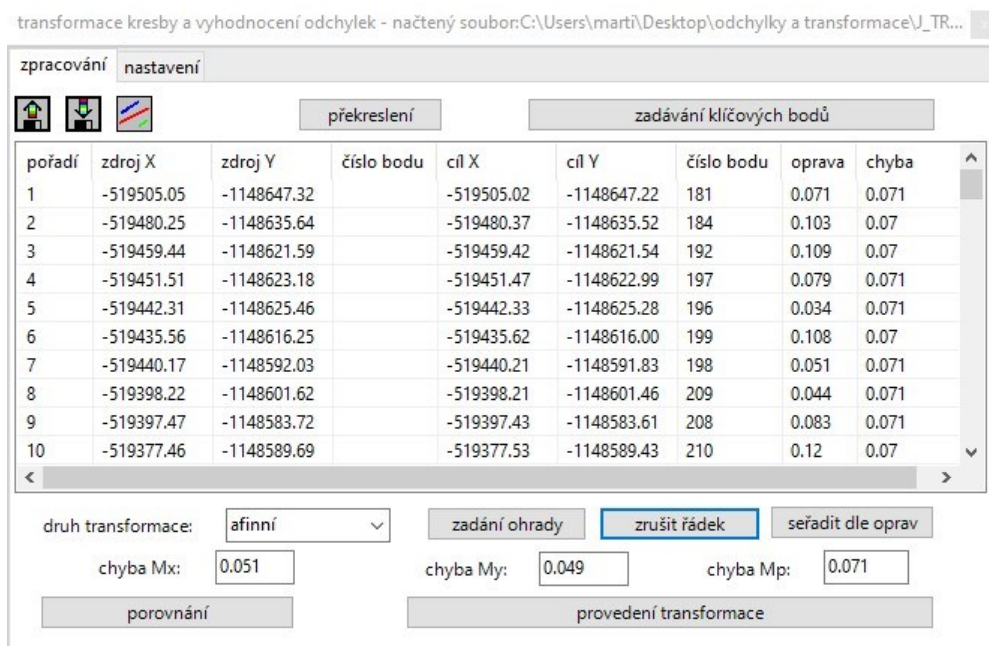 transformace kresby a vyhodnocení odchylek - načtený soubor:C:\Users\marti\Desktop\odchylky a transformace\J_TR...
zpracování nastavení
překreslení zadávání klíčových bodů
pořadí zdroj X zdroj Y číslo bodu cíl X cíl Y číslo bodu oprava chyba
1 -519505.05 -1148647.32 -519505.02 -1148647.22 181 0.071 0.071
2 -519480.25 -1148635.64 -519480.37 -1148635.52 184 0.103 0.07
3 -519459.44 -1148621.59 -519459.42 -1148621.54 192 0.109 0.07
4 -519451.51 -1148623.18 -519451.47 -1148622.99 197 0.079 0.071
5 -519442.31 -1148625.46 -519442.33 -1148625.28 196 0.034 0.071
6 -519435.56 -1148616.25 -519435.62 -1148616.00 199 0.108 0.07
7 -519440.17 -1148592.03 -519440.21 -1148591.83 198 0.051 0.071
8 -519398.22 -1148601.62 -519398.21 -1148601.46 209 0.044 0.071
9 -519397.47 -1148583.72 -519397.43 -1148583.61 208 0.083 0.071
10 -519377.46 -1148589.69 -519377.53 -1148589.43 210 0.12 0.07
druh transformace: afinní zadání ohrady zrušit řádek seřadit dle oprav
chyba Mx: 0.051 chyba My: 0.049 chyba Mp: 0.071
porovnání provedení transformace